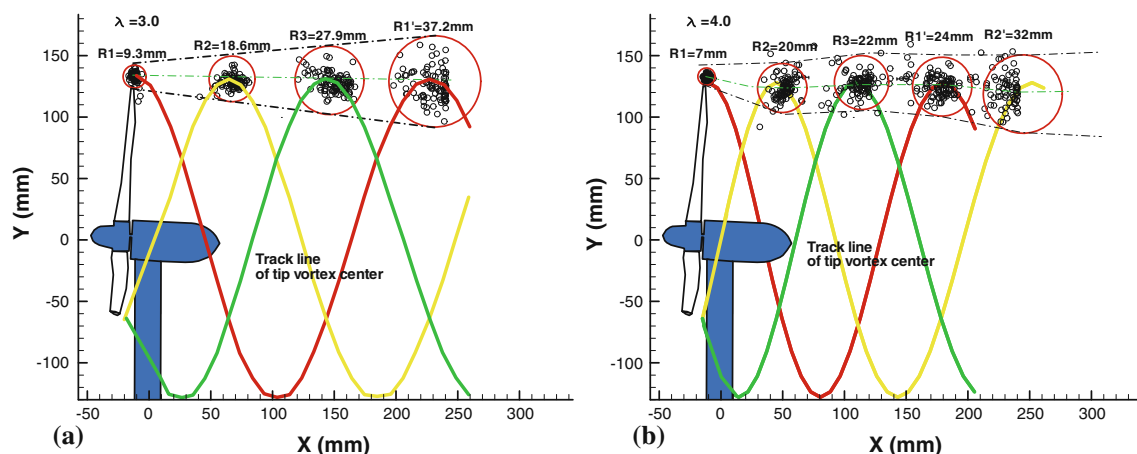 λ =3.0
R1=9.3mm
R2=18.6mm
R3=27.9mm
R1'=37.2mm
150
100
50
0
-50
-100
Y (mm)
Track line
of tip vortex center
-50
0
50
100
150
200
250
300
X (mm)
(a)
λ =4.0
R1=7mm
R2=20mm
R3=22mm
R1'=24mm
R2'=32mm
150
100
50
0
-50
-100
Y (mm)
Track line
of tip vortex center
-50
0
50
100
150
200
250
300
X (mm)
(b)